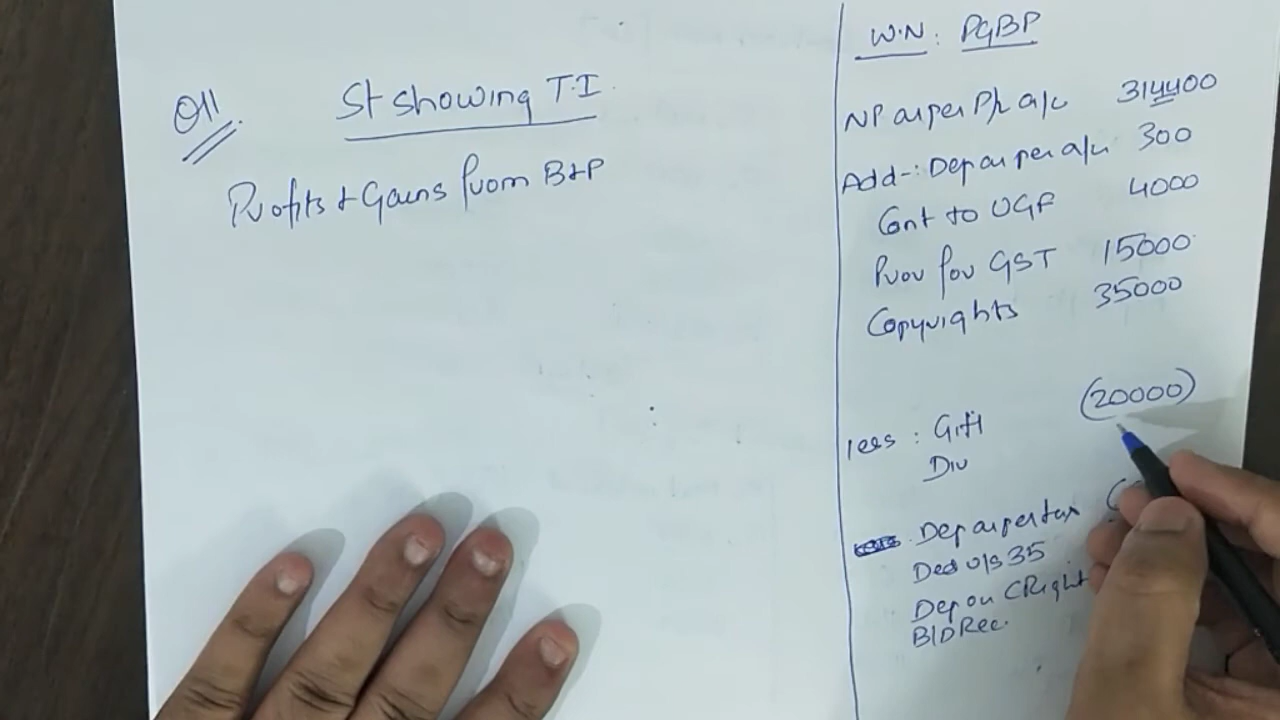 Q11. St showing T.I.
Profits & Gains from B&P
W.N : PGBP
NP as per P/L a/c 314400
Add-: Dep as per a/c 300
Cont to UGF 4000
Prov for GST 15000
Copyrights 35000
less : Gift (20000)
Div
Dep as per tax
Ded u/s 35
Dep on CRight
B/D Rec.